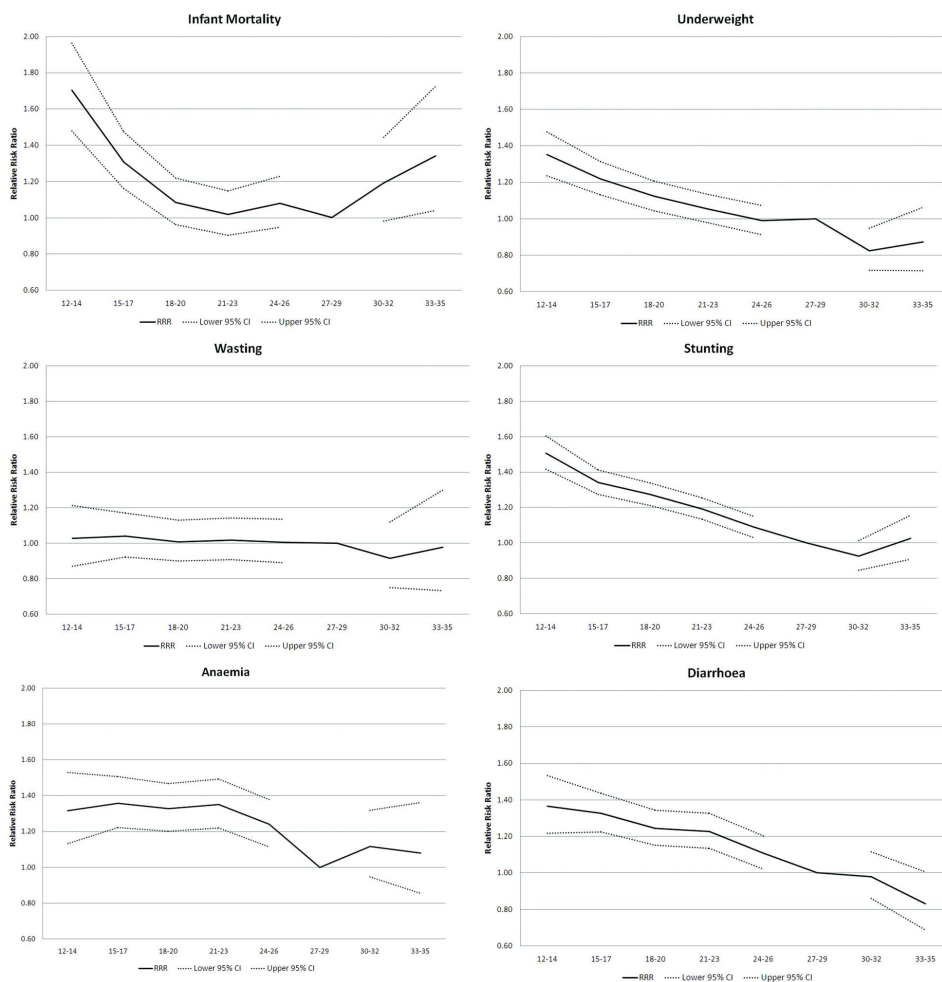 Infant Mortality
Relative Risk Ratio
2.00
1.80
1.60
1.40
1.20
1.00
0.80
0.60
12-14 15-17 18-20 21-23 24-26 27-29 30-32 33-35
RRR Lower 95% CI Upper 95% CI
Underweight
Relative Risk Ratio
2.00
1.80
1.60
1.40
1.20
1.00
0.80
0.60
12-14 15-17 18-20 21-23 24-26 27-29 30-32 33-35
RRR Lower 95% CI Upper 95% CI
Wasting
Relative Risk Ratio
2.00
1.80
1.60
1.40
1.20
1.00
0.80
0.60
12-14 15-17 18-20 21-23 24-26 27-29 30-32 33-35
RRR Lower 95% CI Upper 95% CI
Stunting
Relative Risk Ratio
2.00
1.80
1.60
1.40
1.20
1.00
0.80
0.60
12-14 15-17 18-20 21-23 24-26 27-29 30-32 33-35
RRR Lower 95% CI Upper 95% CI
Anaemia
Relative Risk Ratio
2.00
1.80
1.60
1.40
1.20
1.00
0.80
0.60
12-14 15-17 18-20 21-23 24-26 27-29 30-32 33-35
RRR Lower 95% CI Upper 95% CI
Diarrhoea
Relative Risk Ratio
2.00
1.80
1.60
1.40
1.20
1.00
0.80
0.60
12-14 15-17 18-20 21-23 24-26 27-29 30-32 33-35
RRR Lower 95% CI Upper 95% CI